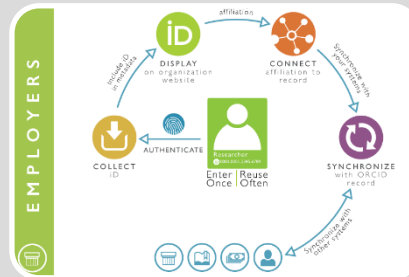 EMPLOYERS
affiliation
iD
DISPLAY
on organization
website
CONNECT
affiliation to
record
Include iD
in metadata
Synchronize with
your systems
AUTHENTICATE
COLLECT
iD
Researcher
Enter
Once
Reuse
Often
SYNCHRONIZE
with ORCID
record
Synchronize with
other systems